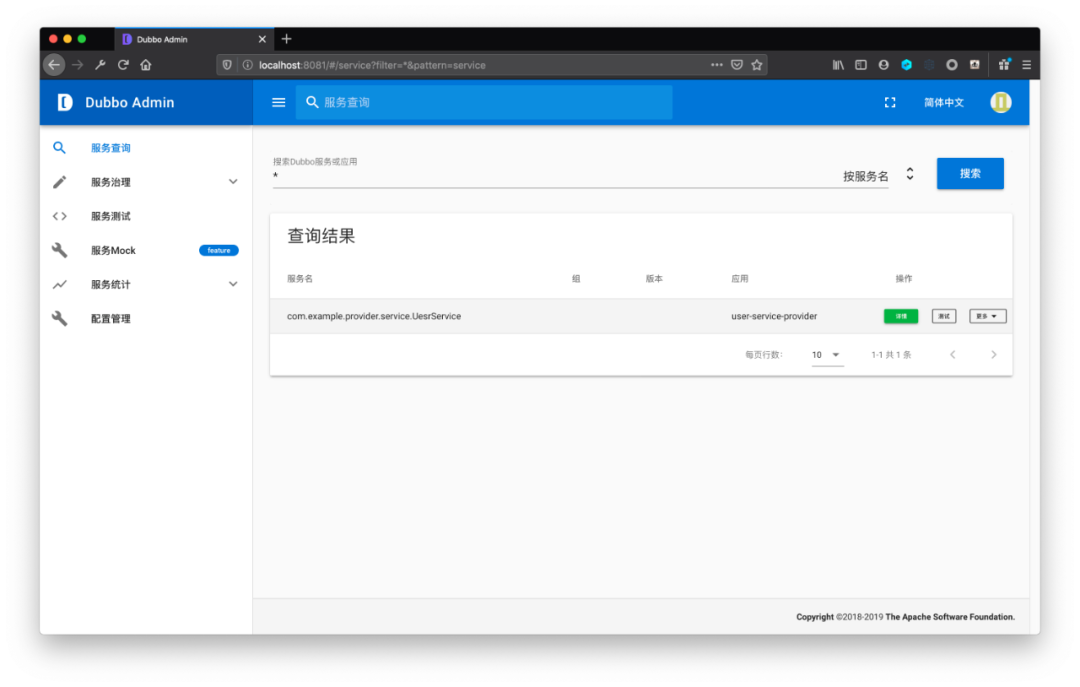 Dubbo Admin
localhost:8081/#/service?filter=*&pattern=service
Dubbo Admin
服务查询
简体中文
服务查询
服务治理
服务测试
服务Mock
feature
服务统计
配置管理
搜索Dubbo服务或应用
*
按服务名
搜索
查询结果
服务名 组 版本 应用 操作
com.example.provider.service.UesrService user-service-provider 详情 测试 更多
每页行数: 10 1-1 共 1 条
Copyright ©2018-2019 The Apache Software Foundation.